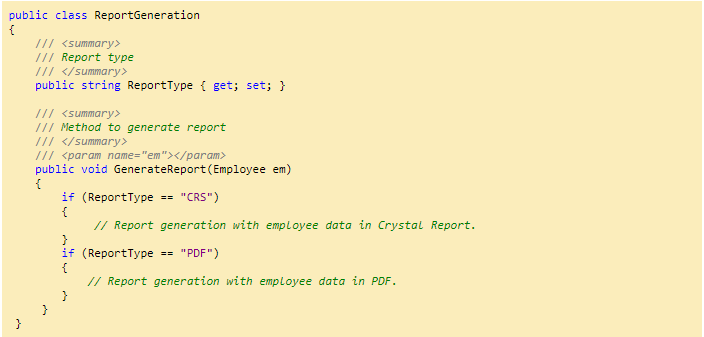 public class ReportGeneration
{
    /// <summary>
    /// Report type
    /// </summary>
    public string ReportType { get; set; }

    /// <summary>
    /// Method to generate report
    /// </summary>
    /// <param name="em"></param>
    public void GenerateReport(Employee em)
    {
        if (ReportType == "CRS")
        {
             // Report generation with employee data in Crystal Report.
        }
        if (ReportType == "PDF")
        {
            // Report generation with employee data in PDF.
        }
     }
 }